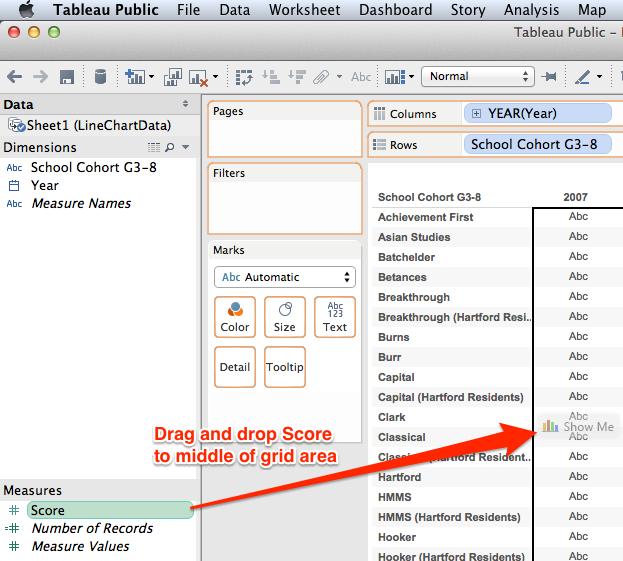 Tableau Public File Data Worksheet Dashboard Story Analysis Map
Tableau Public –
Abc Normal
Data
Sheet1 (LineChartData)
Dimensions
Abc School Cohort G3-8
Year
Abc Measure Names
Pages
Filters
Marks
Abc Automatic
Color Size Abc 123 Text
Detail Tooltip
Columns YEAR(Year)
Rows School Cohort G3-8
School Cohort G3-8 2007
Achievement First Abc
Asian Studies Abc
Batchelder Abc
Betances Abc
Breakthrough Abc
Breakthrough (Hartford Resi.. Abc
Burns Abc
Burr Abc
Capital Abc
Capital (Hartford Residents) Abc
Clark Abc
Show Me
Classical Abc
Classical (Hartford Resident.. Abc
Hartford Abc
HMMS Abc
HMMS (Hartford Residents) Abc
Hooker Abc
Hooker (Hartford Residents) Abc
Drag and drop Score
to middle of grid area
Measures
# Score
=# Number of Records
# Measure Values